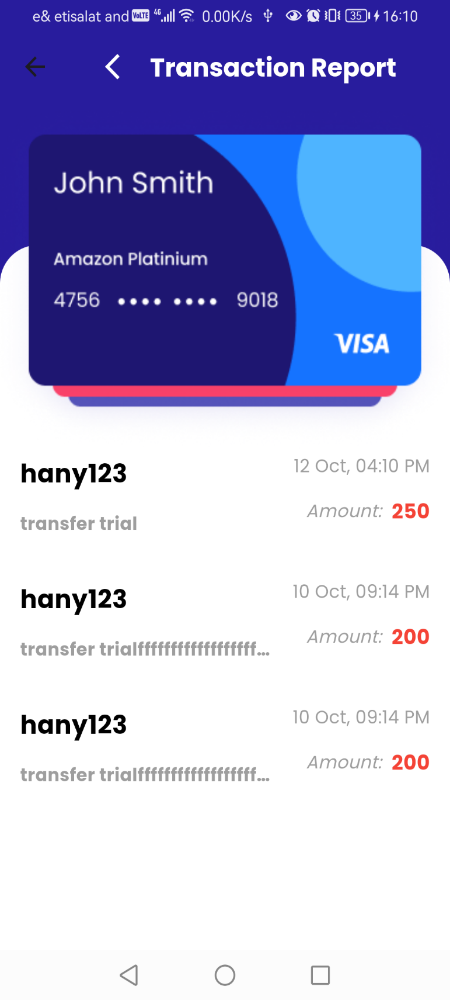 e& etisalat and VoLTE 4G 0.00K/s 35 16:10
Transaction Report
John Smith
Amazon Platinium
4756 •••• •••• 9018
VISA
hany123 12 Oct, 04:10 PM
transfer trial Amount: 250
hany123 10 Oct, 09:14 PM
transfer trialffffffffffffffffff... Amount: 200
hany123 10 Oct, 09:14 PM
transfer trialffffffffffffffffff... Amount: 200